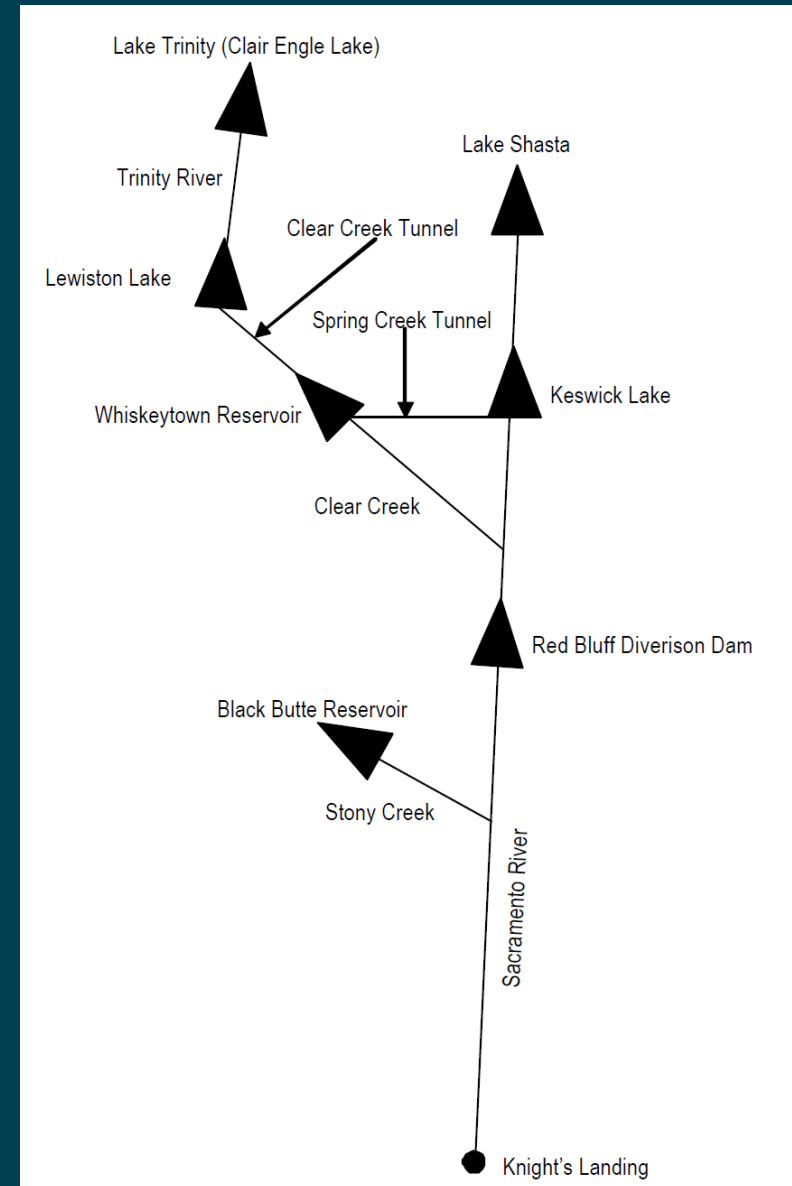 Lake Trinity (Clair Engle Lake)
Lake Shasta
Trinity River
Clear Creek Tunnel
Lewiston Lake
Spring Creek Tunnel
Keswick Lake
Whiskeytown Reservoir
Clear Creek
Red Bluff Diverison Dam
Black Butte Reservoir
Stony Creek
Sacramento River
Knight's Landing